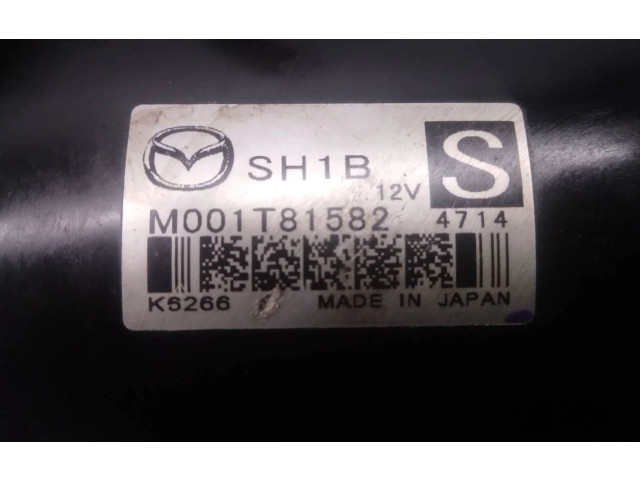 SH1B 12V S
M001T81582 4714
K6266 MADE IN JAPAN